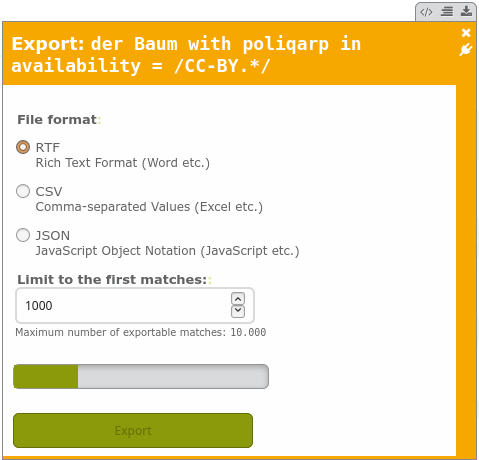 </>
Export: der Baum with poliqarp in
availability = /CC-BY.*/
File format:
RTF
Rich Text Format (Word etc.)
CSV
Comma-separated Values (Excel etc.)
JSON
JavaScript Object Notation (JavaScript etc.)
Limit to the first matches::
1000
Maximum number of exportable matches: 10.000
Export